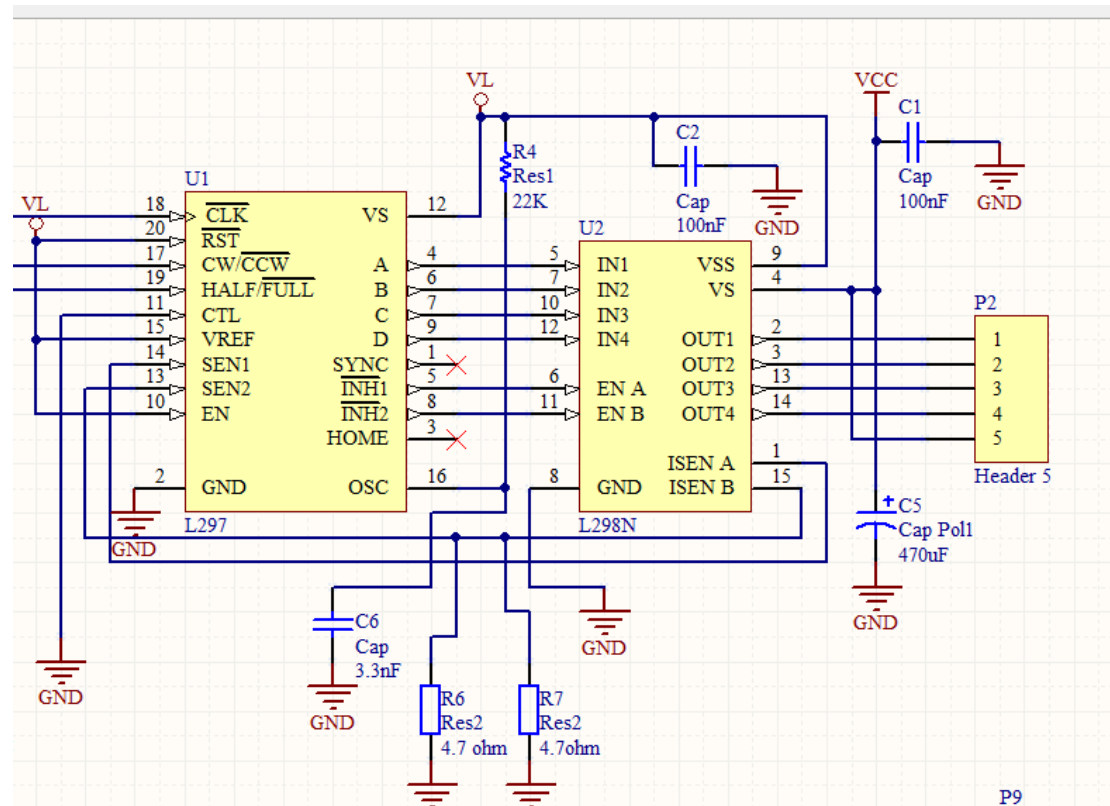 VL
VCC
C1
Cap
100nF
GND
C2
Cap
100nF
GND
R4
Res1
22K
VL
U1
18 CLK VS 12
20 RST
17 CW/CCW A 4
19 HALF/FULL B 6
11 CTL C 7
15 VREF D 9
14 SEN1 SYNC 1
13 SEN2 INH1 5
10 EN INH2 8
HOME 3
2 GND OSC 16
L297
GND
U2
5 IN1 VSS 9
7 IN2 VS 4
10 IN3
12 IN4 OUT1 2
OUT2 3
6 EN A OUT3 13
11 EN B OUT4 14
ISEN A 1
8 GND ISEN B 15
L298N
P2
1
2
3
4
5
Header 5
C5
Cap Pol1
470uF
GND
GND
C6
Cap
3.3nF
GND
GND
R6
Res2
4.7 ohm
R7
Res2
4.7ohm
P9